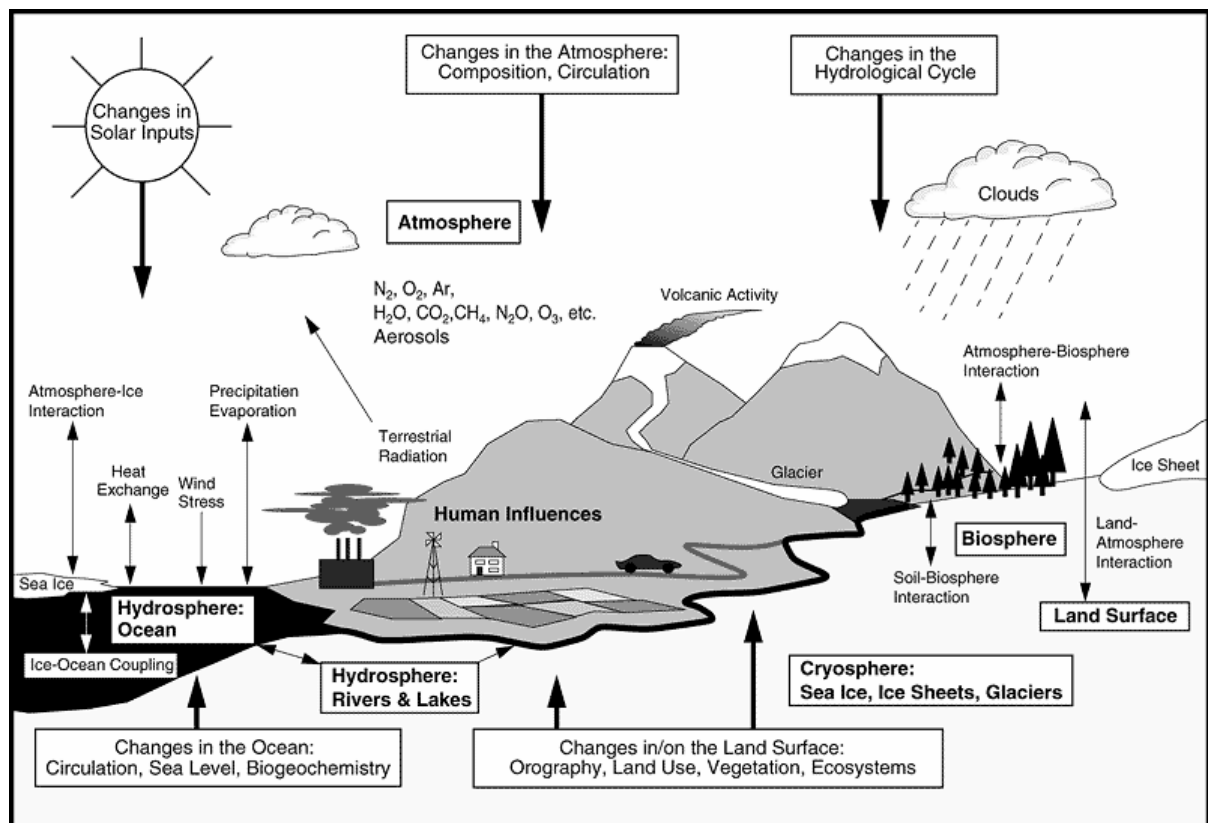 Changes in the Atmosphere:
Composition, Circulation
Changes in the
Hydrological Cycle
Changes in
Solar Inputs
Clouds
Atmosphere
N₂, O₂, Ar,
H₂O, CO₂,CH₄, N₂O, O₃, etc.
Aerosols
Volcanic Activity
Atmosphere-Biosphere
Interaction
Atmosphere-Ice
Interaction
Precipitation
Evaporation
Terrestrial
Radiation
Heat
Exchange
Wind
Stress
Glacier
Ice Sheet
Human Influences
Biosphere
Land-
Atmosphere
Interaction
Soil-Biosphere
Interaction
Sea Ice
Hydrosphere:
Ocean
Land Surface
Ice-Ocean Coupling
Hydrosphere:
Rivers & Lakes
Cryosphere:
Sea Ice, Ice Sheets, Glaciers
Changes in the Ocean:
Circulation, Sea Level, Biogeochemistry
Changes in/on the Land Surface:
Orography, Land Use, Vegetation, Ecosystems